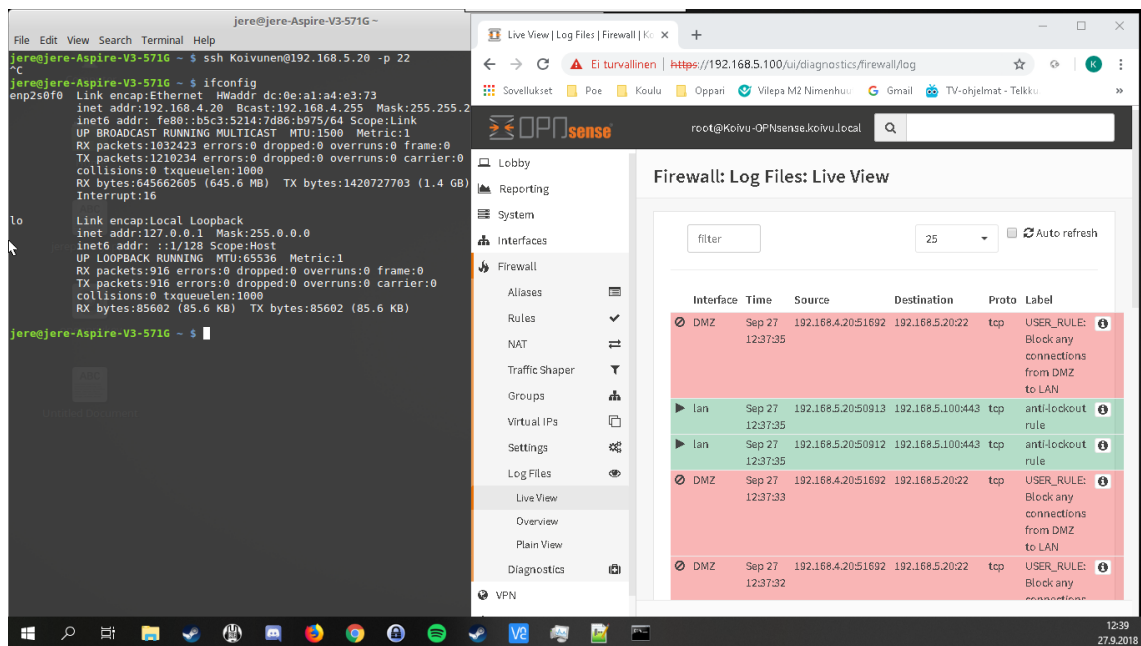 jere@jere-Aspire-V3-571G ~
File Edit View Search Terminal Help
jere@jere-Aspire-V3-571G ~ $ ssh Koivunen@192.168.5.20 -p 22
^C
jere@jere-Aspire-V3-571G ~ $ ifconfig
enp2s0f0 Link encap:Ethernet HWaddr dc:0e:a1:a4:e3:73
inet addr:192.168.4.20 Bcast:192.168.4.255 Mask:255.255.2
inet6 addr: fe80::b5c3:5214:7d86:b975/64 Scope:Link
UP BROADCAST RUNNING MULTICAST MTU:1500 Metric:1
RX packets:1032423 errors:0 dropped:0 overruns:0 frame:0
TX packets:1210234 errors:0 dropped:0 overruns:0 carrier:0
collisions:0 txqueuelen:1000
RX bytes:645662605 (645.6 MB) TX bytes:1420727703 (1.4 GB)
Interrupt:16
lo Link encap:Local Loopback
inet addr:127.0.0.1 Mask:255.0.0.0
inet6 addr: ::1/128 Scope:Host
UP LOOPBACK RUNNING MTU:65536 Metric:1
RX packets:916 errors:0 dropped:0 overruns:0 frame:0
TX packets:916 errors:0 dropped:0 overruns:0 carrier:0
collisions:0 txqueuelen:1000
RX bytes:85602 (85.6 KB) TX bytes:85602 (85.6 KB)
jere@jere-Aspire-V3-571G ~ $
Untitled Document
Live View | Log Files | Firewall | Ko
Ei turvallinen | https://192.168.5.100/ui/diagnostics/firewall/log
K
Sovellukset Poe Koulu Oppari Vilepa M2 Nimenhuu G Gmail TV-ohjelmat - Telkku »
OPNsense
root@Koivu-OPNsense.koivu.local
Lobby
Reporting
System
Interfaces
Firewall
Aliases
Rules
NAT
Traffic Shaper
Groups
Virtual IPs
Settings
Log Files
Live View
Overview
Plain View
Diagnostics
VPN
Firewall: Log Files: Live View
filter 25 Auto refresh
Interface Time Source Destination Proto Label
DMZ Sep 27 192.168.4.20:51692 192.168.5.20:22 tcp USER_RULE:
12:37:35 Block any
connections
from DMZ
to LAN
lan Sep 27 192.168.5.20:50913 192.168.5.100:443 tcp anti-lockout
12:37:35 rule
lan Sep 27 192.168.5.20:50912 192.168.5.100:443 tcp anti-lockout
12:37:35 rule
DMZ Sep 27 192.168.4.20:51692 192.168.5.20:22 tcp USER_RULE:
12:37:33 Block any
connections
from DMZ
to LAN
DMZ Sep 27 192.168.4.20:51692 192.168.5.20:22 tcp USER_RULE:
12:37:32 Block any
connections
12:39
27.9.2018